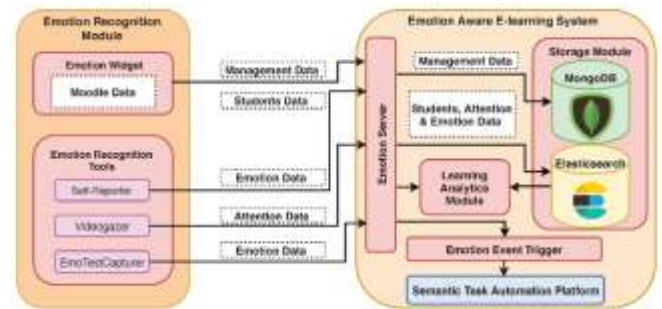 Emotion Recognition
Module
Emotion Widget
Moodle Data
Emotion Recognition
Tools
Self-Reporter
Videogazer
EmoTextCapturer
Management Data
Students Data
Emotion Data
Attention Data
Emotion Data
Emotion Aware E-learning System
Emotion Server
Management Data
Students, Attention
& Emotion Data
Learning
Analytics
Module
Storage Module
MongoDB
Elasticsearch
Emotion Event Trigger
Semantic Task Automation Platform